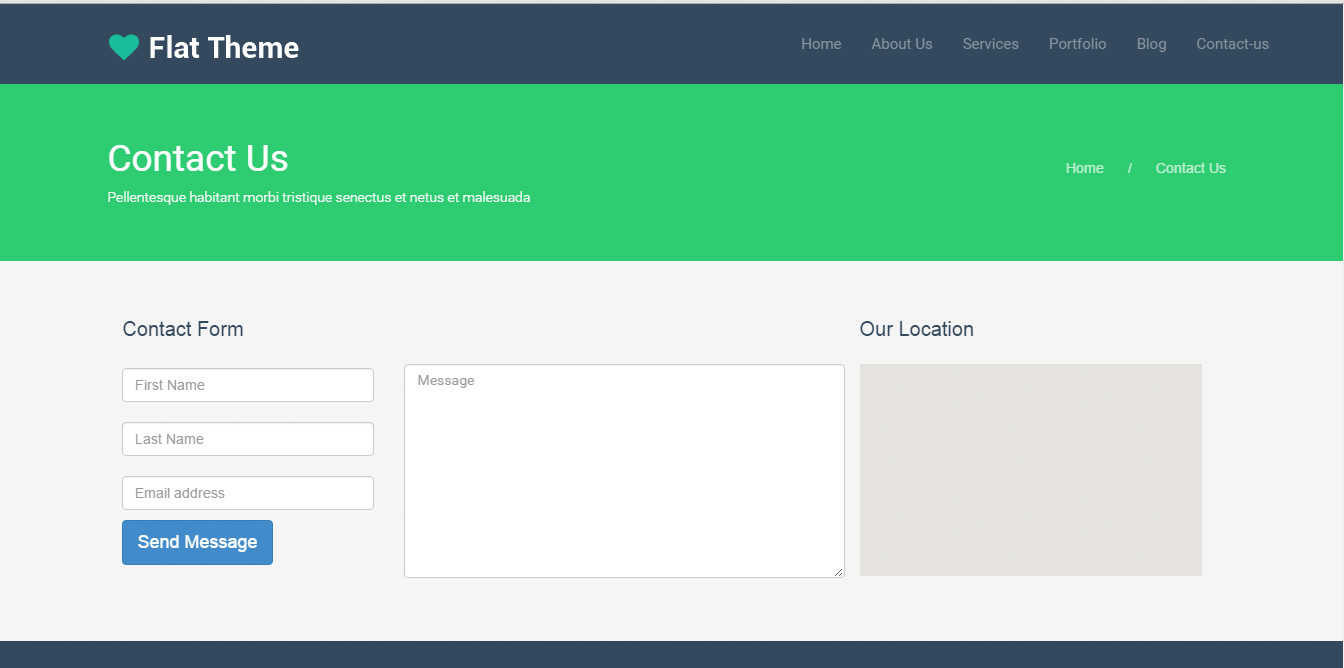 Flat Theme
Home About Us Services Portfolio Blog Contact-us
Contact Us
Pellentesque habitant morbi tristique senectus et netus et malesuada
Home / Contact Us
Contact Form
First Name
Last Name
Email address
Send Message
Message
Our Location